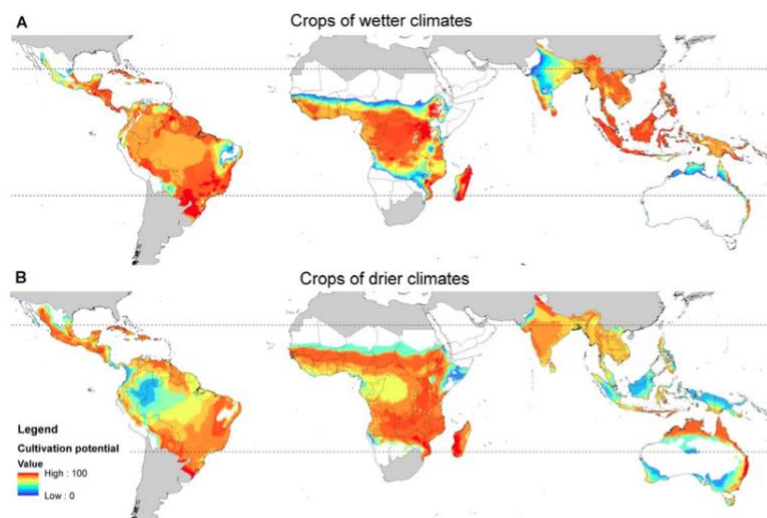 A
Crops of wetter climates
B
Crops of drier climates
Legend
Cultivation potential
Value
High : 100
Low : 0